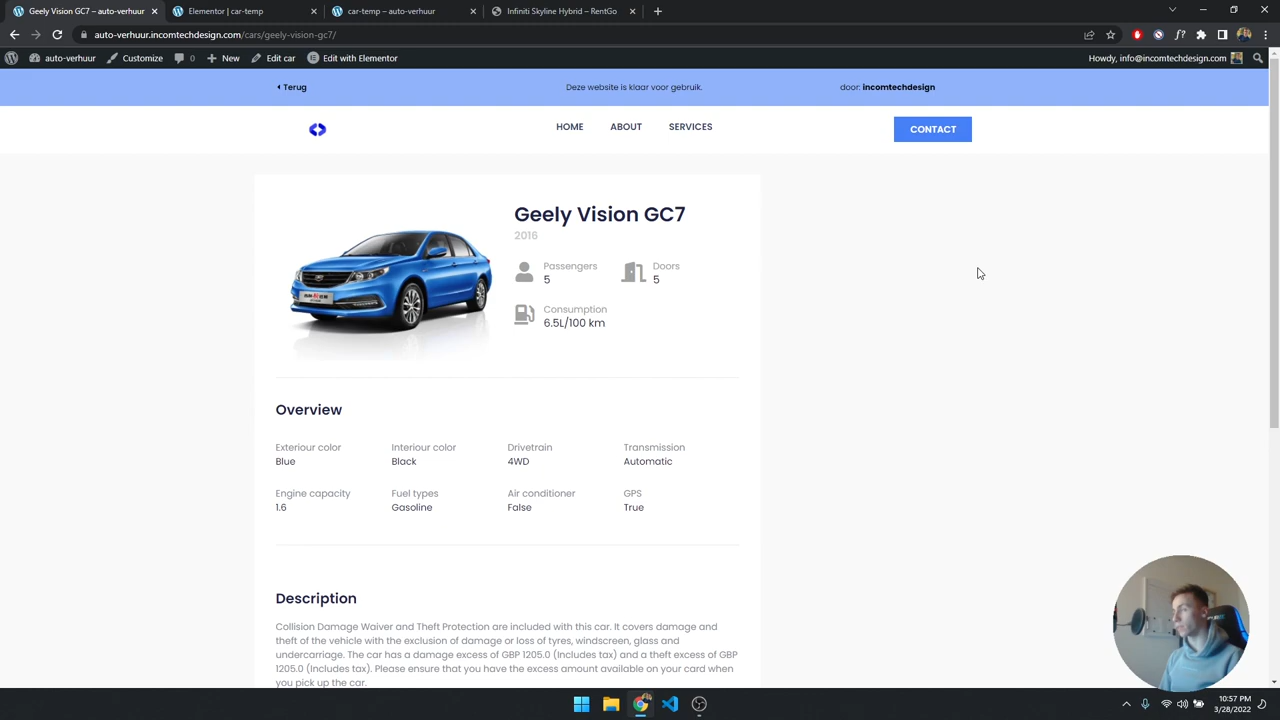 Geely Vision GC7 – auto-verhuur
Elementor | car-temp
car-temp – auto-verhuur
Infiniti Skyline Hybrid – RentGo
auto-verhuur.incomtechdesign.com/cars/geely-vision-gc7/
auto-verhuur
Customize
0
New
Edit car
Edit with Elementor
Howdy, info@incomtechdesign.com
Terug
Deze website is klaar voor gebruik.
door: incomtechdesign
HOME
ABOUT
SERVICES
CONTACT
Geely Vision GC7
2016
Passengers
5
Doors
5
Consumption
6.5L/100 km
Overview
Exteriour color
Blue
Interiour color
Black
Drivetrain
4WD
Transmission
Automatic
Engine capacity
1.6
Fuel types
Gasoline
Air conditioner
False
GPS
True
Description
Collision Damage Waiver and Theft Protection are included with this car. It covers damage and
theft of the vehicle with the exclusion of damage or loss of tyres, windscreen, glass and
undercarriage. The car has a damage excess of GBP 1205.0 (Includes tax) and a theft excess of GBP
1205.0 (Includes tax). Please ensure that you have the excess amount available on your card when
you pick up the car.
10:57 PM
3/28/2022